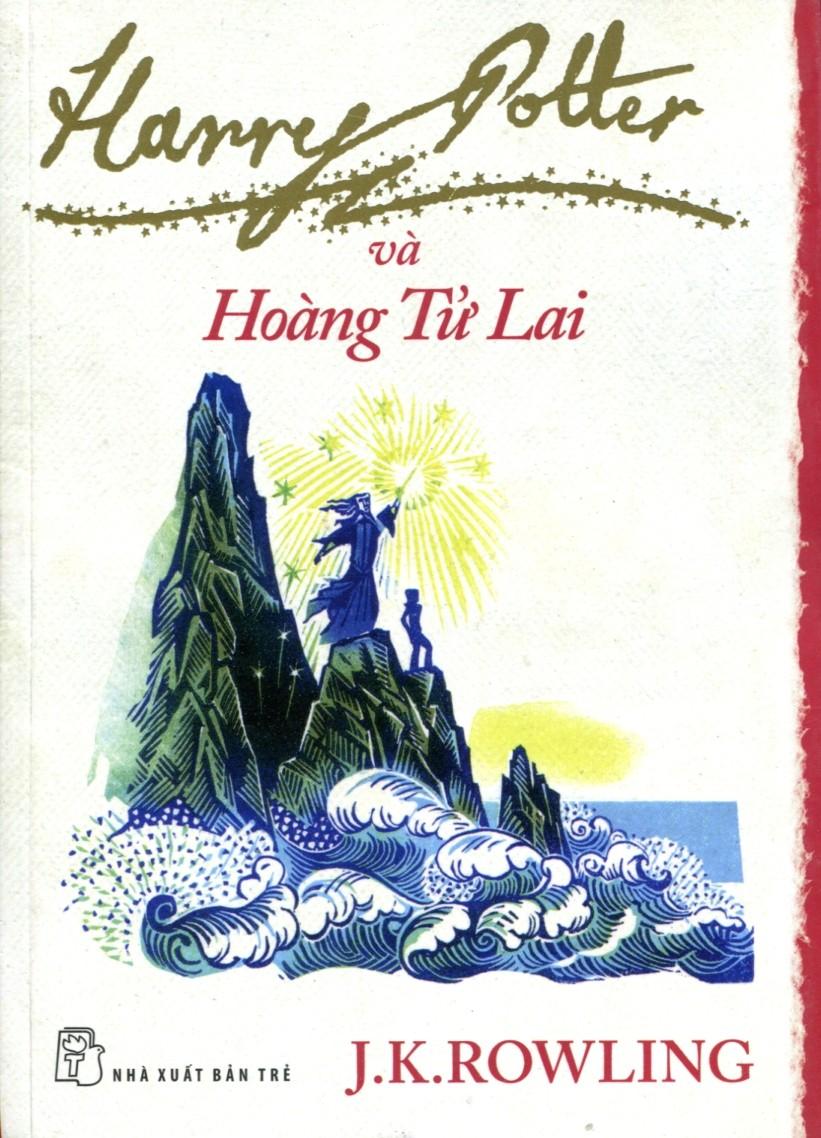 Harry Potter
và
Hoàng Tử Lai
NHÀ XUẤT BẢN TRẺ
J.K.ROWLING